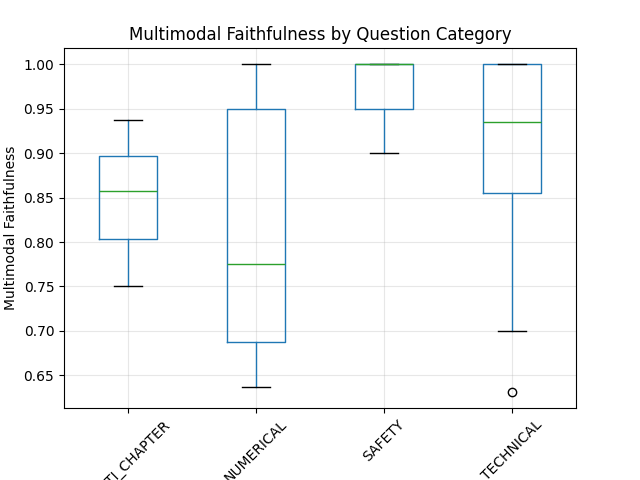 Multimodal Faithfulness by Question Category
Multimodal Faithfulness
1.00
0.95
0.90
0.85
0.80
0.75
0.70
0.65
TI_CHAPTER
NUMERICAL
SAFETY
TECHNICAL